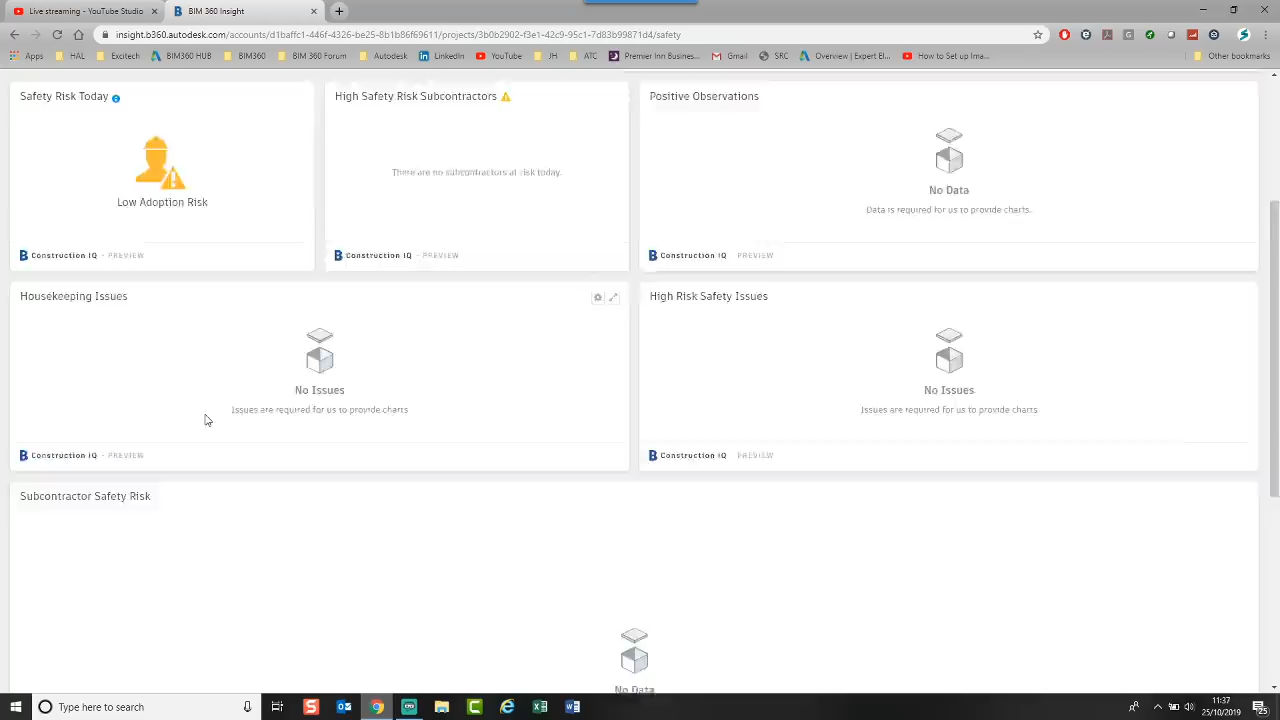 Live streaming - YouTube Studio
BIM 360 Insight
insight.b360.autodesk.com/accounts/d1baffc1-446f-4326-be25-8b1b86f69611/projects/3b0b2902-f3e1-42c9-95c1-7d83b99871d4/safety
Apps HAL Excitech BIM360 HUB BIM360 BIM 360 Forum Autodesk LinkedIn YouTube JH ATC Premier Inn Busines... Gmail SRC Overview | Expert El... How to Set up Ima... Other bookmarks
Safety Risk Today
High Safety Risk Subcontractors
Positive Observations
Low Adoption Risk
There are no subcontractors at risk today.
No Data
Data is required for us to provide charts.
Construction IQ - PREVIEW
Construction IQ - PREVIEW
Construction IQ PREVIEW
Housekeeping Issues
High Risk Safety Issues
No Issues
Issues are required for us to provide charts
No Issues
Issues are required for us to provide charts
Construction IQ - PREVIEW
Construction IQ PREVIEW
Subcontractor Safety Risk
No Data
Type here to search
11:37
25/10/2019